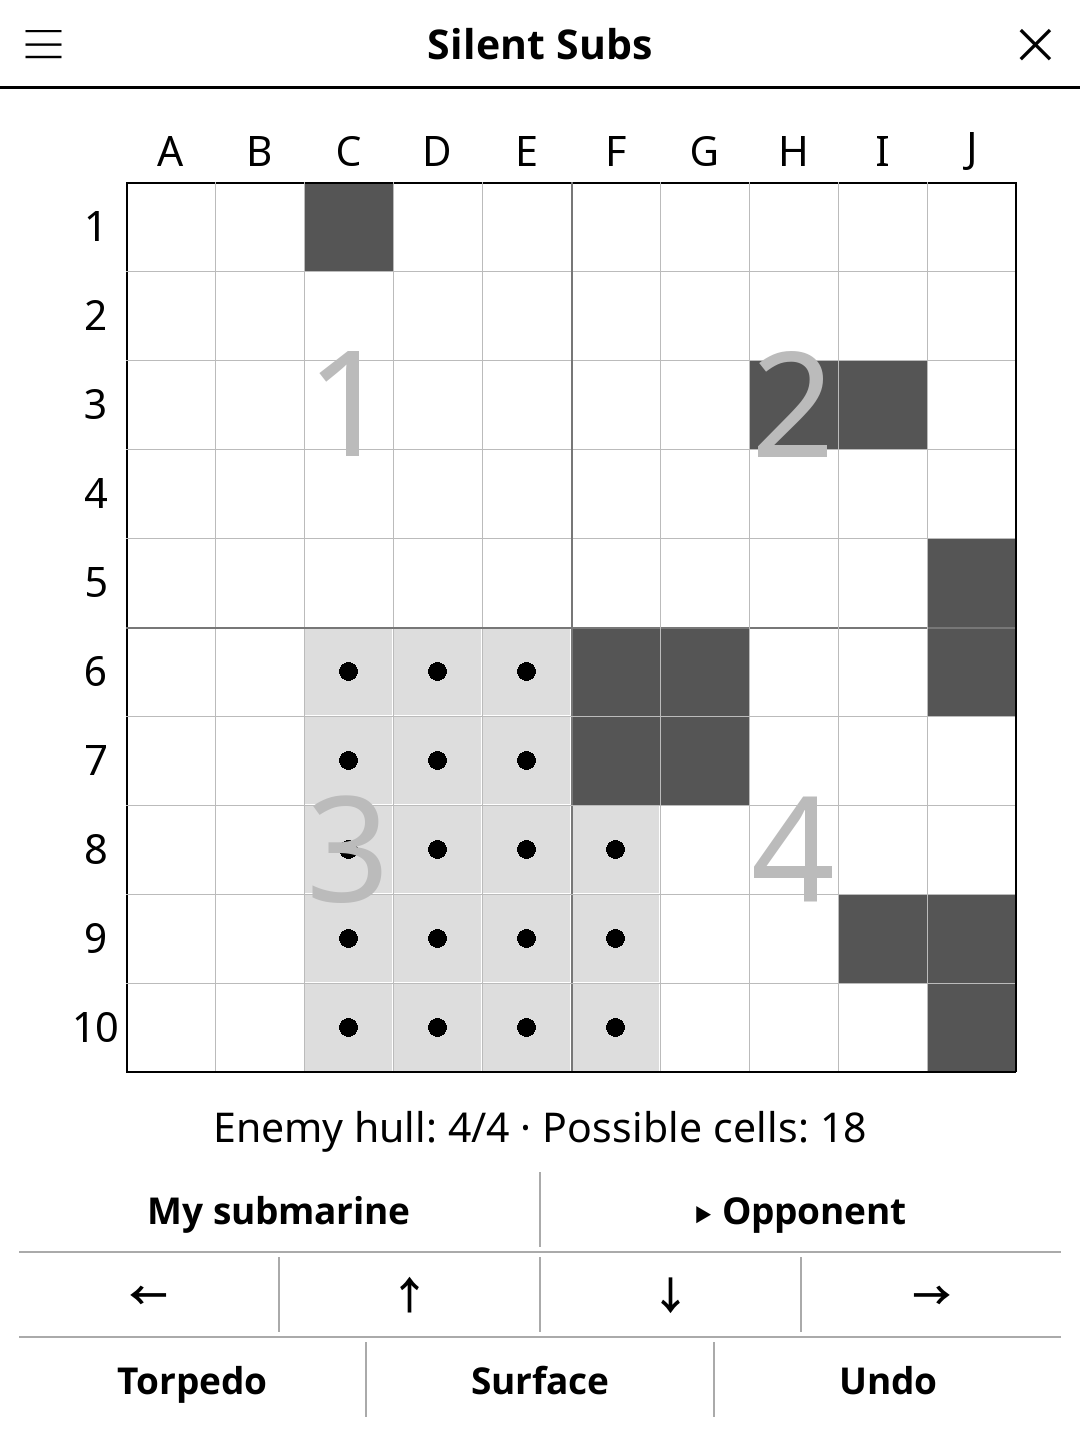 Silent Subs
A B C D E F G H I J
1
2
3
1 2
4
5
6
7
8
3 4
9
10
Enemy hull: 4/4 · Possible cells: 18
My submarine ▸ Opponent
← ↑ ↓ →
Torpedo Surface Undo